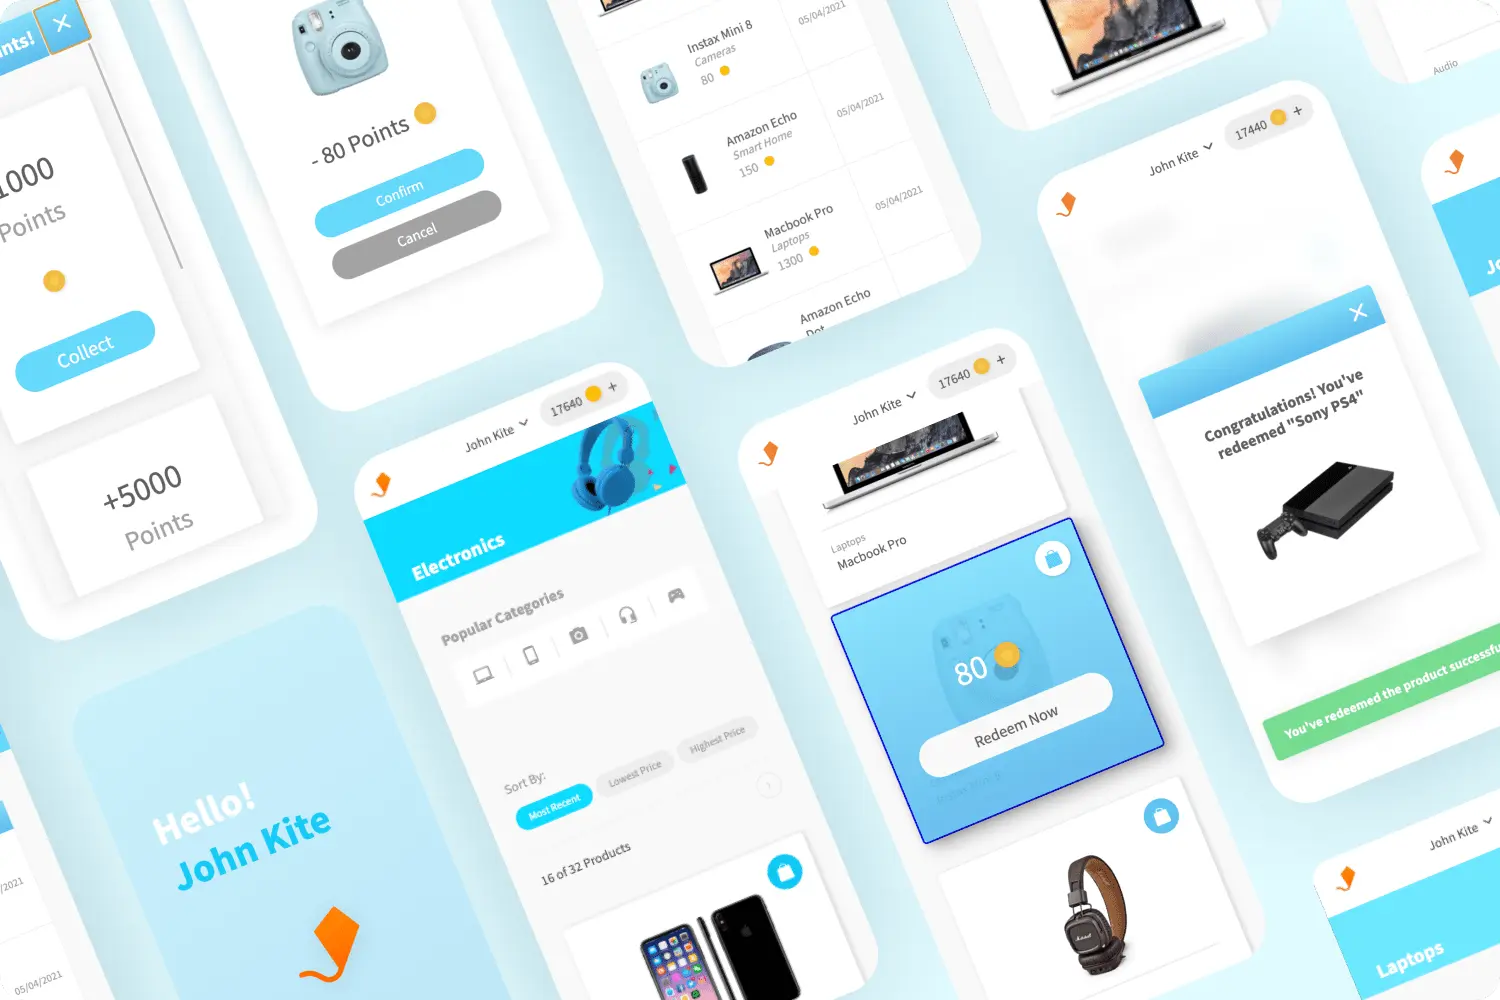 nts!
1000
Points
Collect
+5000
Points
- 80 Points
Confirm
Cancel
Instax Mini 8
Cameras
80
05/04/2021
Amazon Echo
Smart Home
150
05/04/2021
Macbook Pro
Laptops
1300
05/04/2021
Amazon Echo
Dot
Audio
John Kite
17440 +
Congratulations! You've
redeemed "Sony PS4"
You've redeemed the product successfu
Jo
Hello!
John Kite
/2021
05/04/2021
John Kite
17640 +
Electronics
Popular Categories
Sort By:
Most Recent
Lowest Price
Highest Price
16 of 32 Products
John Kite
17640 +
Laptops
Macbook Pro
80
Redeem Now
Marshall
John Kite
Laptops